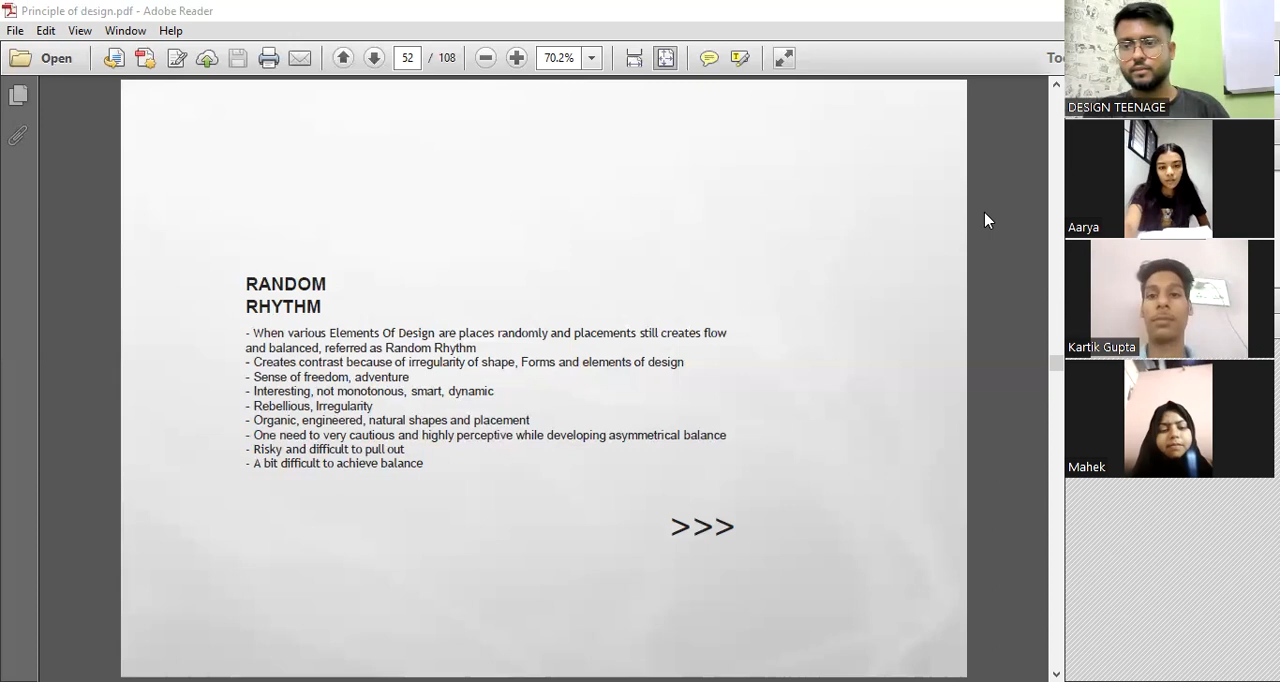 Principle of design.pdf - Adobe Reader
File Edit View Window Help
Open 52 / 108 70.2%
RANDOM
RHYTHM
- When various Elements Of Design are places randomly and placements still creates flow
and balanced, referred as Random Rhythm
- Creates contrast because of irregularity of shape, Forms and elements of design
- Sense of freedom, adventure
- Interesting, not monotonous, smart, dynamic
- Rebellious, Irregularity
- Organic, engineered, natural shapes and placement
- One need to very cautious and highly perceptive while developing asymmetrical balance
- Risky and difficult to pull out
- A bit difficult to achieve balance
>>>
DESIGN TEENAGE
Aarya
Kartik Gupta
Mahek